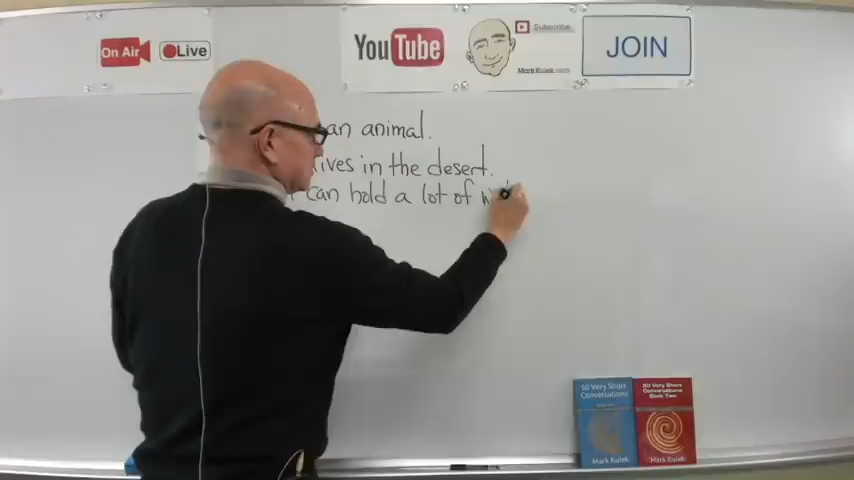 On Air
Live
YouTube
Subscribe
MarkKulek.com
JOIN
an animal.
lives in the desert.
can hold a lot of
50 Very Short
Conversations
Mark Kulek
50 Very Short
Conversations
Book Two
Mark Kulek